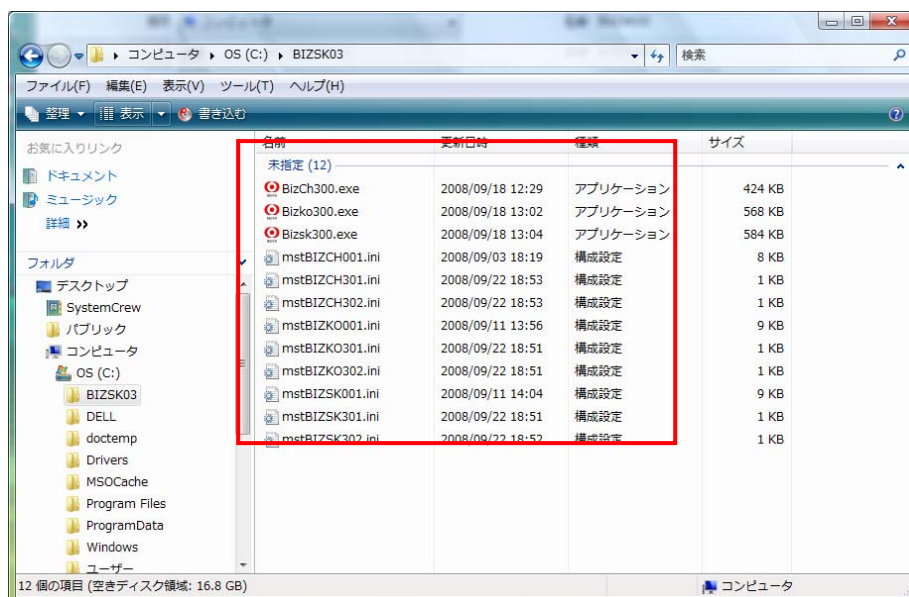 コンピュータ ▸ OS (C:) ▸ BIZSK03
検索
ファイル(F) 編集(E) 表示(V) ツール(T) ヘルプ(H)
整理 表示 書き込む
お気に入りリンク
ドキュメント
ミュージック
詳細 >>
フォルダ
デスクトップ
SystemCrew
パブリック
コンピュータ
OS (C:)
BIZSK03
DELL
doctemp
Drivers
MSOCache
Program Files
ProgramData
Windows
ユーザー
名前 更新日時 種類 サイズ
未指定 (12)
BizCh300.exe 2008/09/18 12:29 アプリケーション 424 KB
Bizko300.exe 2008/09/18 13:02 アプリケーション 568 KB
Bizsk300.exe 2008/09/18 13:04 アプリケーション 584 KB
mstBIZCH001.ini 2008/09/03 18:19 構成設定 8 KB
mstBIZCH301.ini 2008/09/22 18:53 構成設定 1 KB
mstBIZCH302.ini 2008/09/22 18:53 構成設定 1 KB
mstBIZKO001.ini 2008/09/11 13:56 構成設定 9 KB
mstBIZKO301.ini 2008/09/22 18:51 構成設定 1 KB
mstBIZKO302.ini 2008/09/22 18:51 構成設定 1 KB
mstBIZSK001.ini 2008/09/11 14:04 構成設定 9 KB
mstBIZSK301.ini 2008/09/22 18:51 構成設定 1 KB
mstBIZSK302.ini 2008/09/22 18:52 構成設定 1 KB
12 個の項目 (空きディスク領域: 16.8 GB)
コンピュータ